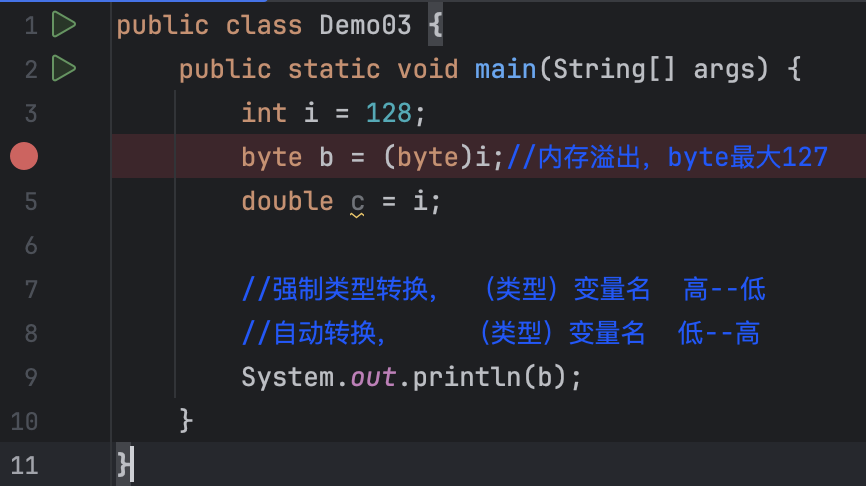 1 public class Demo03 {
2     public static void main(String[] args) {
3         int i = 128;
        byte b = (byte)i;//内存溢出，byte最大127
5         double c = i;
6
7         //强制类型转换，  （类型）变量名  高--低
8         //自动转换，     （类型）变量名  低--高
9         System.out.println(b);
10     }
11 }